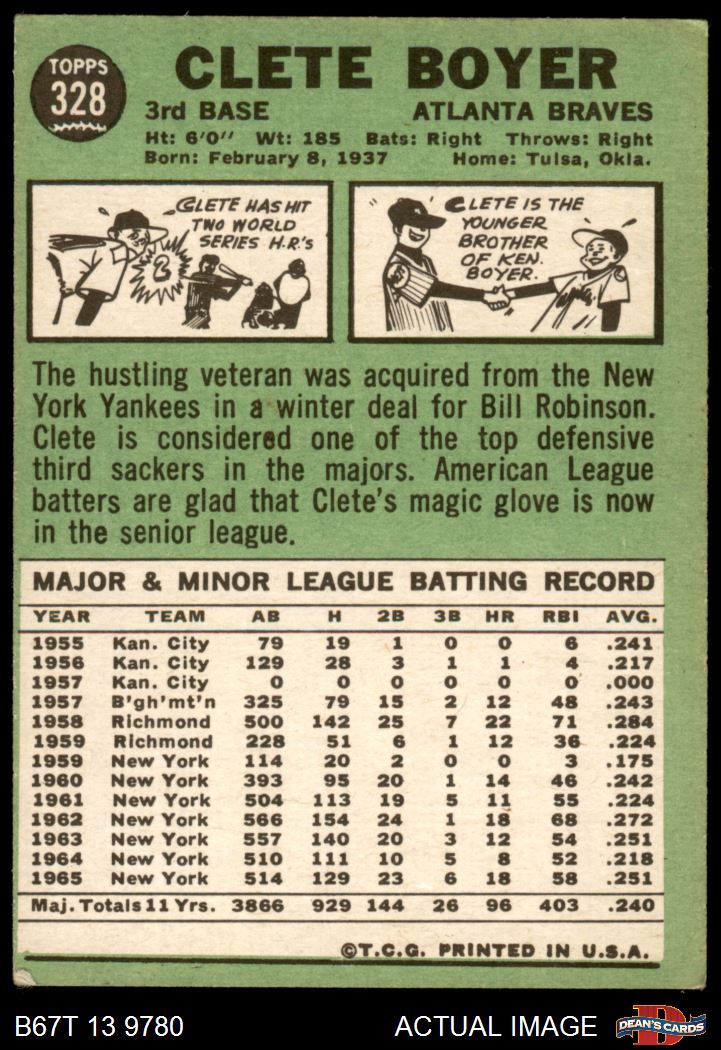 TOPPS
328
CLETE BOYER
3rd BASE ATLANTA BRAVES
Ht: 6'0" Wt: 185 Bats: Right Throws: Right
Born: February 8, 1937 Home: Tulsa, Okla.
CLETE HAS HIT
TWO WORLD
SERIES H.R.'s
CLETE IS THE
YOUNGER
BROTHER
OF KEN.
BOYER.
The hustling veteran was acquired from the New
York Yankees in a winter deal for Bill Robinson.
Clete is considered one of the top defensive
third sackers in the majors. American League
batters are glad that Clete's magic glove is now
in the senior league.
MAJOR & MINOR LEAGUE BATTING RECORD
YEAR TEAM AB H 2B 3B HR RBI AVG.
1955 Kan. City 79 19 1 0 0 6 .241
1956 Kan. City 129 28 3 1 1 4 .217
1957 Kan. City 0 0 0 0 0 0 .000
1957 B'gh'mt'n 325 79 15 2 12 48 .243
1958 Richmond 500 142 25 7 22 71 .284
1959 Richmond 228 51 6 1 12 36 .224
1959 New York 114 20 2 0 0 3 .175
1960 New York 393 95 20 1 14 46 .242
1961 New York 504 113 19 5 11 55 .224
1962 New York 566 154 24 1 18 68 .272
1963 New York 557 140 20 3 12 54 .251
1964 New York 510 111 10 5 8 52 .218
1965 New York 514 129 23 6 18 58 .251
Maj. Totals 11 Yrs. 3866 929 144 26 96 403 .240
©T.C.G. PRINTED IN U.S.A.
B67T 13 9780 ACTUAL IMAGE DEAN'S CARDS